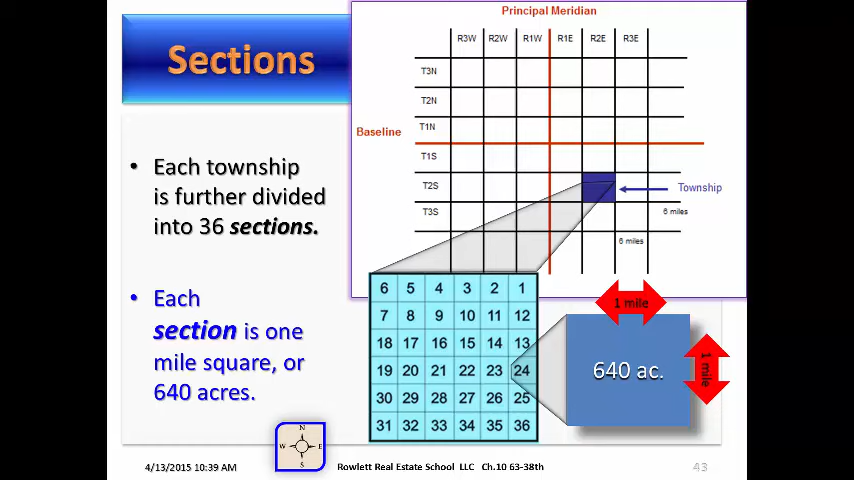 Sections
Principal Meridian
R3W R2W R1W R1E R2E R3E
T3N
T2N
T1N
Baseline
T1S
T2S
T3S
Township
6 miles
6 miles
• Each township
is further divided
into 36 sections.
• Each
section is one
mile square, or
640 acres.
6 5 4 3 2 1
7 8 9 10 11 12
18 17 16 15 14 13
19 20 21 22 23 24
30 29 28 27 26 25
31 32 33 34 35 36
1 mile
640 ac.
1 mile
N
W E
S
4/13/2015 10:39 AM
Rowlett Real Estate School LLC Ch.10 63-38th
43